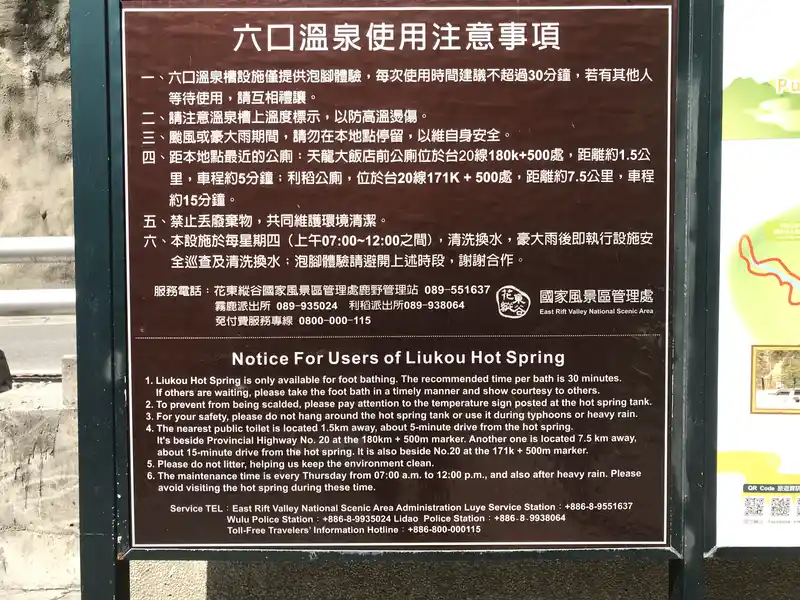 六口溫泉使用注意事項
一、六口溫泉槽設施僅提供泡腳體驗，每次使用時間建議不超過30分鐘，若有其他人
等待使用，請互相禮讓。
二、請注意溫泉槽上溫度標示，以防高溫燙傷。
三、颱風或豪大雨期間，請勿在本地點停留，以維自身安全。
四、距本地點最近的公廁：天龍大飯店前公廁位於台20線180k+500處，距離約1.5公
里，車程約5分鐘；利稻公廁，位於台20線171K + 500處，距離約7.5公里，車程
約15分鐘。
五、禁止丟廢棄物，共同維護環境清潔。
六、本設施於每星期四（上午07:00~12:00之間），清洗換水，豪大雨後即執行設施安
全巡查及清洗換水；泡腳體驗請避開上述時段，謝謝合作。
服務電話：花東縱谷國家風景區管理處鹿野管理站 089-551637
霧鹿派出所 089-935024 利稻派出所089-938064
免付費服務專線 0800-000-115
花東縱谷
國家風景區管理處
East Rift Valley National Scenic Area
Notice For Users of Liukou Hot Spring
1. Liukou Hot Spring is only available for foot bathing. The recommended time per bath is 30 minutes.
If others are waiting, please take the foot bath in a timely manner and show courtesy to others.
2. To prevent from being scalded, please pay attention to the temperature sign posted at the hot spring tank.
3. For your safety, please do not hang around the hot spring tank or use it during typhoons or heavy rain.
4. The nearest public toilet is located 1.5km away, about 5-minute drive from the hot spring.
It's beside Provincial Highway No. 20 at the 180km + 500m marker. Another one is located 7.5 km away,
about 15-minute drive from the hot spring. It is also beside No.20 at the 171k + 500m marker.
5. Please do not litter, helping us keep the environment clean.
6. The maintenance time is every Thursday from 07:00 a.m. to 12:00 p.m., and also after heavy rain. Please
avoid visiting the hot spring during these time.
Service TEL：East Rift Valley National Scenic Area Administration Luye Service Station：+886-8-9551637
Wulu Police Station：+886-8-9935024 Lidao Police Station：+886-8-9938064
Toll-Free Travelers' Information Hotline：+886-800-000115
Pu
QR Code